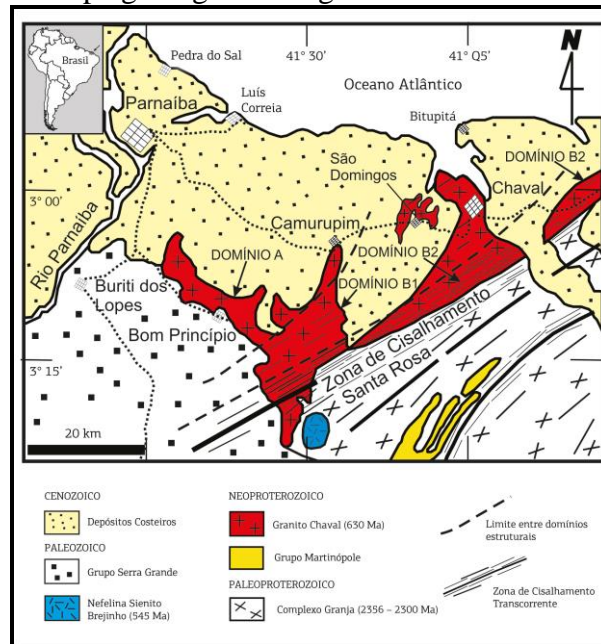 Brasil
Pedra do Sal
41° 30'
41° 05'
N
Luís
Correia
Oceano Atlântico
Parnaíba
Bitupitá
São
Domingos
DOMÍNIO B2
3° 00'
Chaval
Camurupim
DOMÍNIO A
DOMÍNIO B2
Rio Parnaíba
Buriti dos
Lopes
DOMÍNIO B1
Bom Princípio
Zona de Cisalhamento
Santa Rosa
3° 15'
20 km
CENOZOICO
Depósitos Costeiros
PALEOZOICO
Grupo Serra Grande
Nefelina Sienito
Brejinho (545 Ma)
NEOPROTEROZOICO
Granito Chaval (630 Ma)
Grupo Martinópole
PALEOPROTEROZOICO
Complexo Granja (2356 – 2300 Ma)
Limite entre domínios
estruturais
Zona de Cisalhamento
Transcorrente